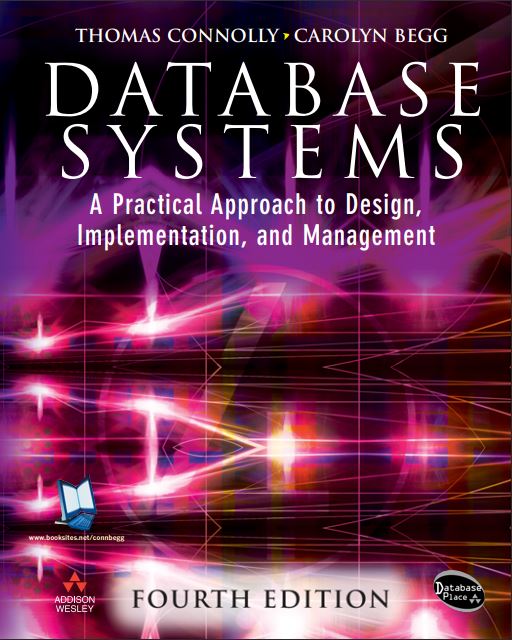 THOMAS CONNOLLY • CAROLYN BEGG
DATABASE
SYSTEMS
A Practical Approach to Design,
Implementation, and Management
www.booksites.net/connbegg
ADDISON
WESLEY
FOURTH EDITION
Database
Place